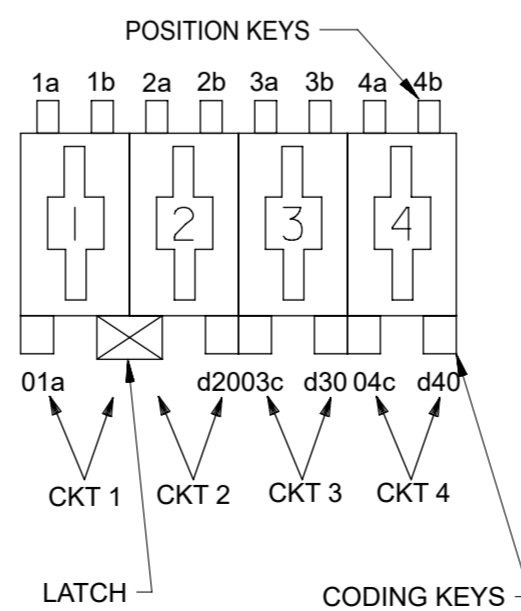 POSITION KEYS
1a 1b 2a 2b 3a 3b 4a 4b
1 2 3 4
01a d2003c d30 04c d40
CKT 1 CKT 2 CKT 3 CKT 4
LATCH CODING KEYS